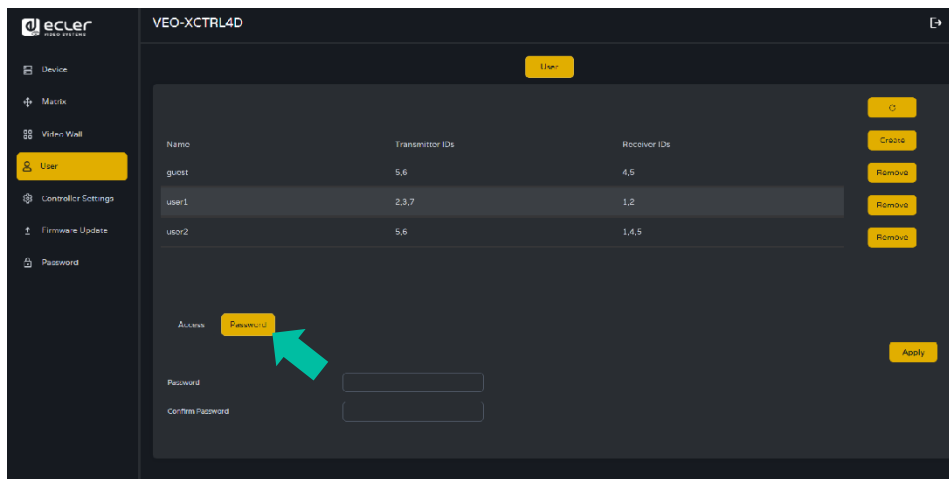 ecler
VIDEO SYSTEMS
VEO-XCTRL4D
Device
Matrix
Video Wall
User
Controller Settings
Firmware Update
Password
User
Name Transmitter IDs Receiver IDs
guest 5,6 4,5
user1 2,3,7 1,2
user2 5,6 1,4,5
Create
Remove
Remove
Remove
Access Password
Apply
Password
Confirm Password